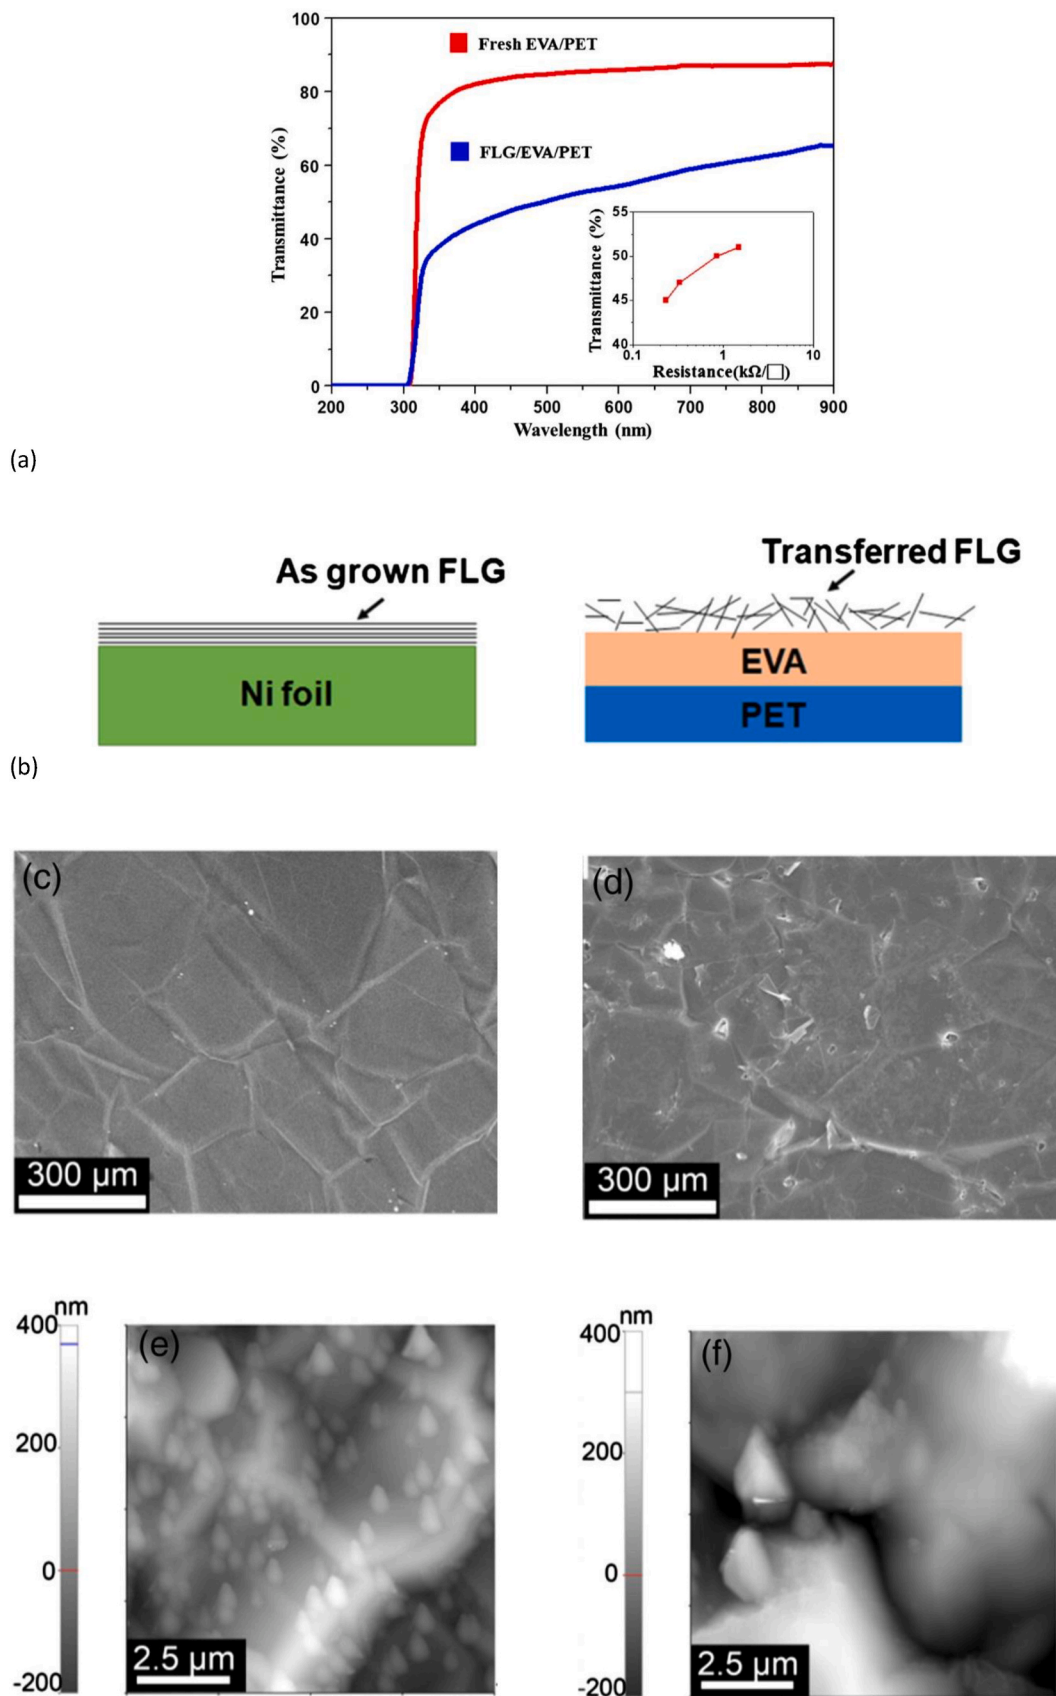 100
80
60
40
20
0
Transmittance (%)
Fresh EVA/PET
FLG/EVA/PET
55
50
45
40
Transmittance (%)
0.1 1 10
Resistance(kΩ/□)
200 300 400 500 600 700 800 900
Wavelength (nm)
(a)
As grown FLG
Ni foil
Transferred FLG
EVA
PET
(b)
(c)
300 μm
(d)
300 μm
nm
400
200
0
-200
(e)
2.5 μm
nm
400
200
0
-200
(f)
2.5 μm